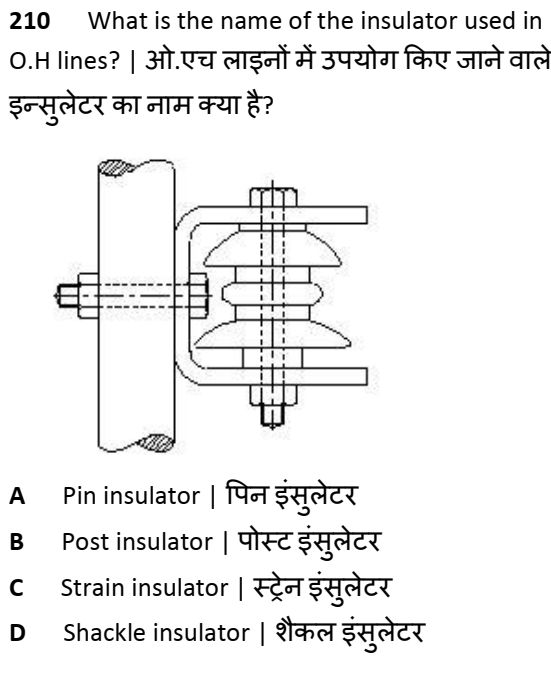 210 What is the name of the insulator used in
O.H lines? | ओ.एच लाइनों में उपयोग किए जाने वाले
इन्सुलेटर का नाम क्या है?
A Pin insulator | पिन इंसुलेटर
B Post insulator | पोस्ट इंसुलेटर
C Strain insulator | स्ट्रेन इंसुलेटर
D Shackle insulator | शैकल इंसुलेटर